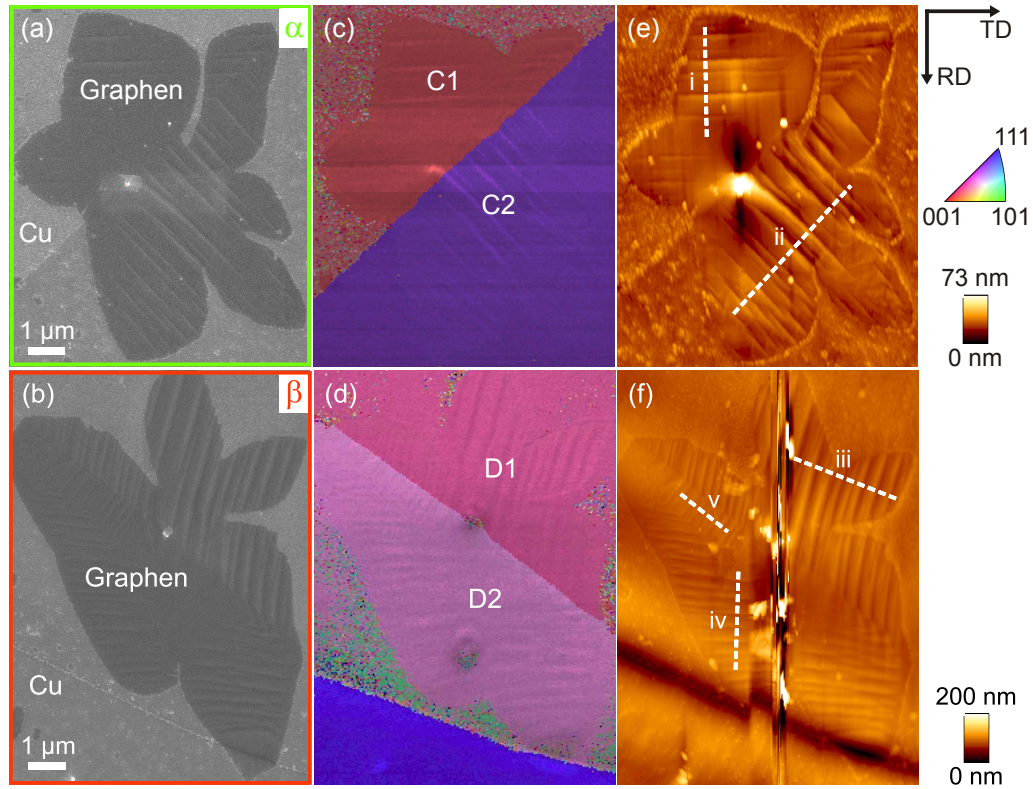 (a)
α
Graphen
Cu
1 µm
(c)
C1
C2
(e)
i
ii
TD
RD
111
001
101
73 nm
0 nm
(b)
β
Graphen
Cu
1 µm
(d)
D1
D2
(f)
iii
v
iv
200 nm
0 nm